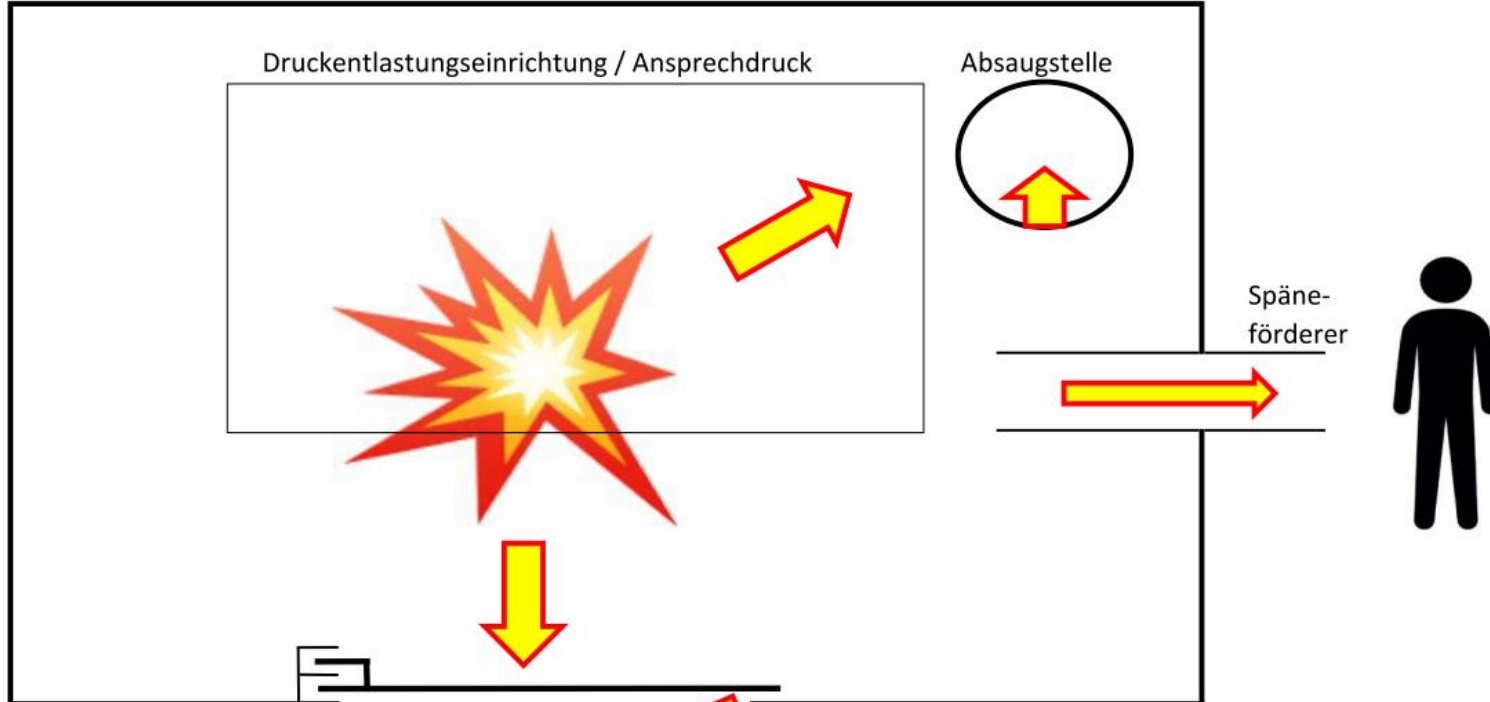 Druckentlastungseinrichtung / Ansprechdruck
Absaugstelle
Späne-
förderer